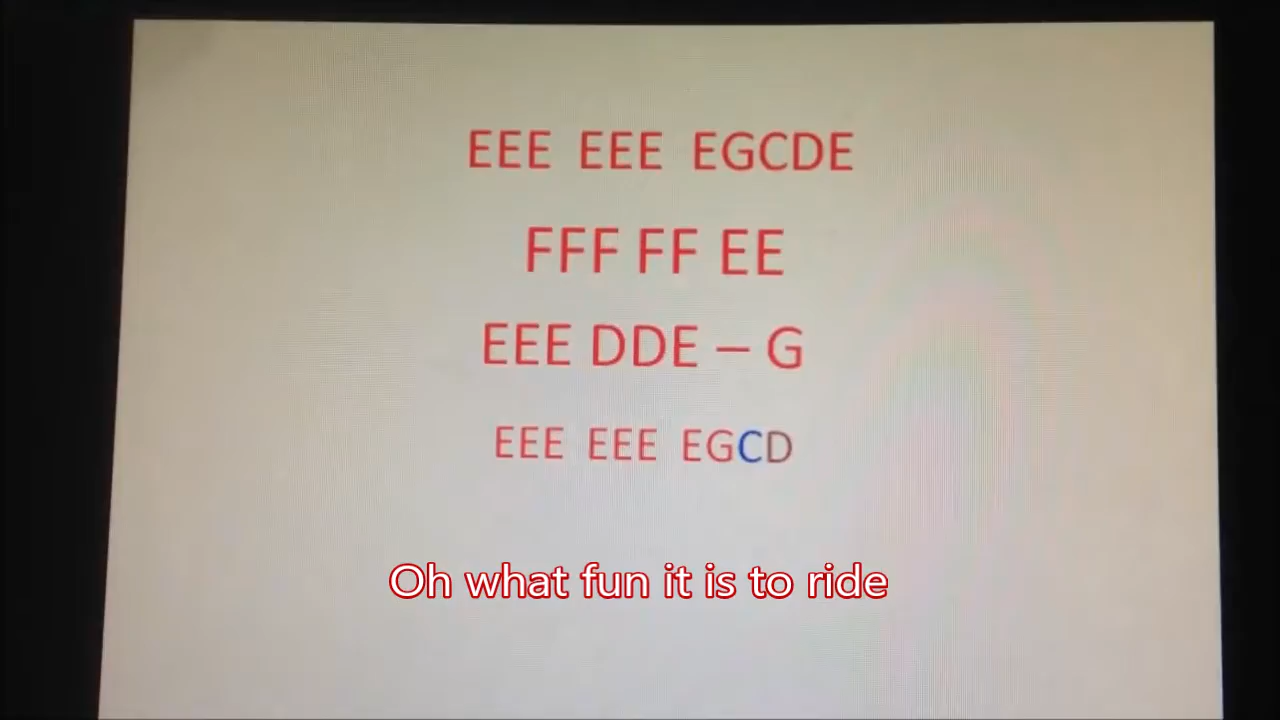 EEE EEE EGCDE
FFF FF EE
EEE DDE – G
EEE EEE EGCD
Oh what fun it is to ride